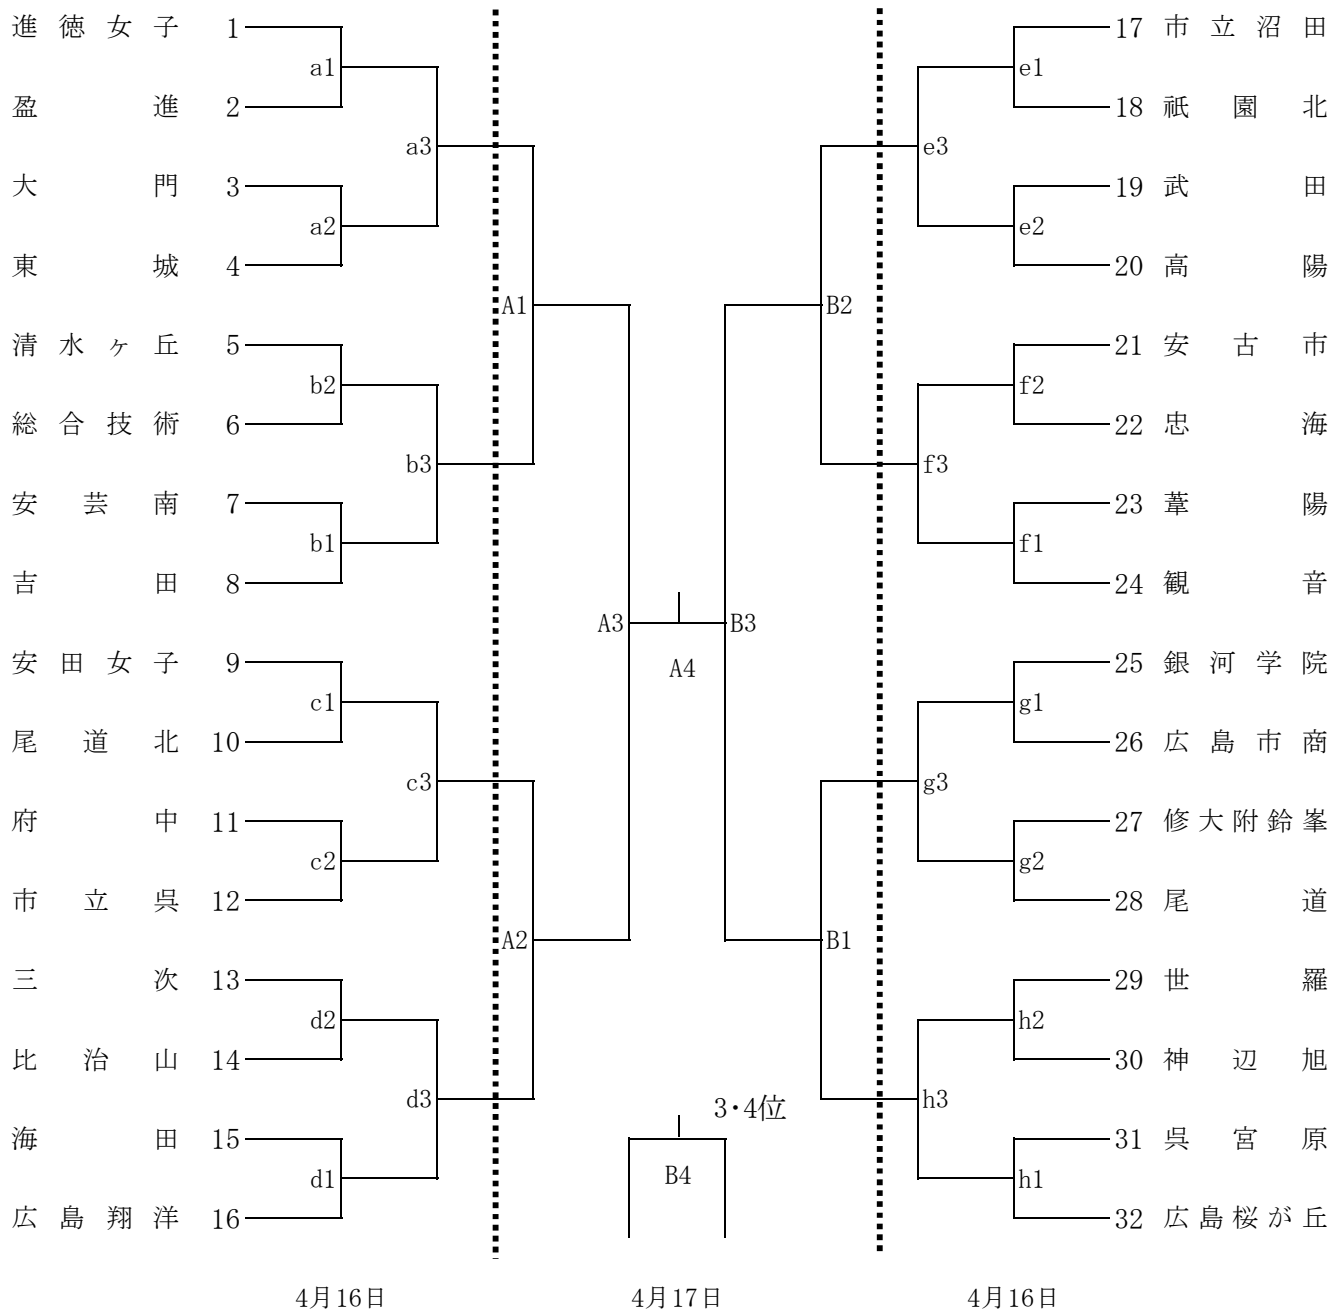 進徳女子 1
a1
盈進 2
a3
大門 3
a2
東城 4
A1
清水ヶ丘 5
b2
総合技術 6
b3
安芸南 7
b1
吉田 8
A3
安田女子 9
c1
尾道北 10
c3
府中 11
c2
市立呉 12
A2
三次 13
d2
比治山 14
d3
海田 15
d1
広島翔洋 16
A4
3・4位
B4
17 市立沼田
e1
18 祇園北
e3
19 武田
e2
20 高陽
B2
21 安古市
f2
22 忠海
f3
23 葦陽
f1
24 観音
B3
25 銀河学院
g1
26 広島市商
g3
27 修大附鈴峯
g2
28 尾道
B1
29 世羅
h2
30 神辺旭
h3
31 呉宮原
h1
32 広島桜が丘
4月16日
4月17日
4月16日